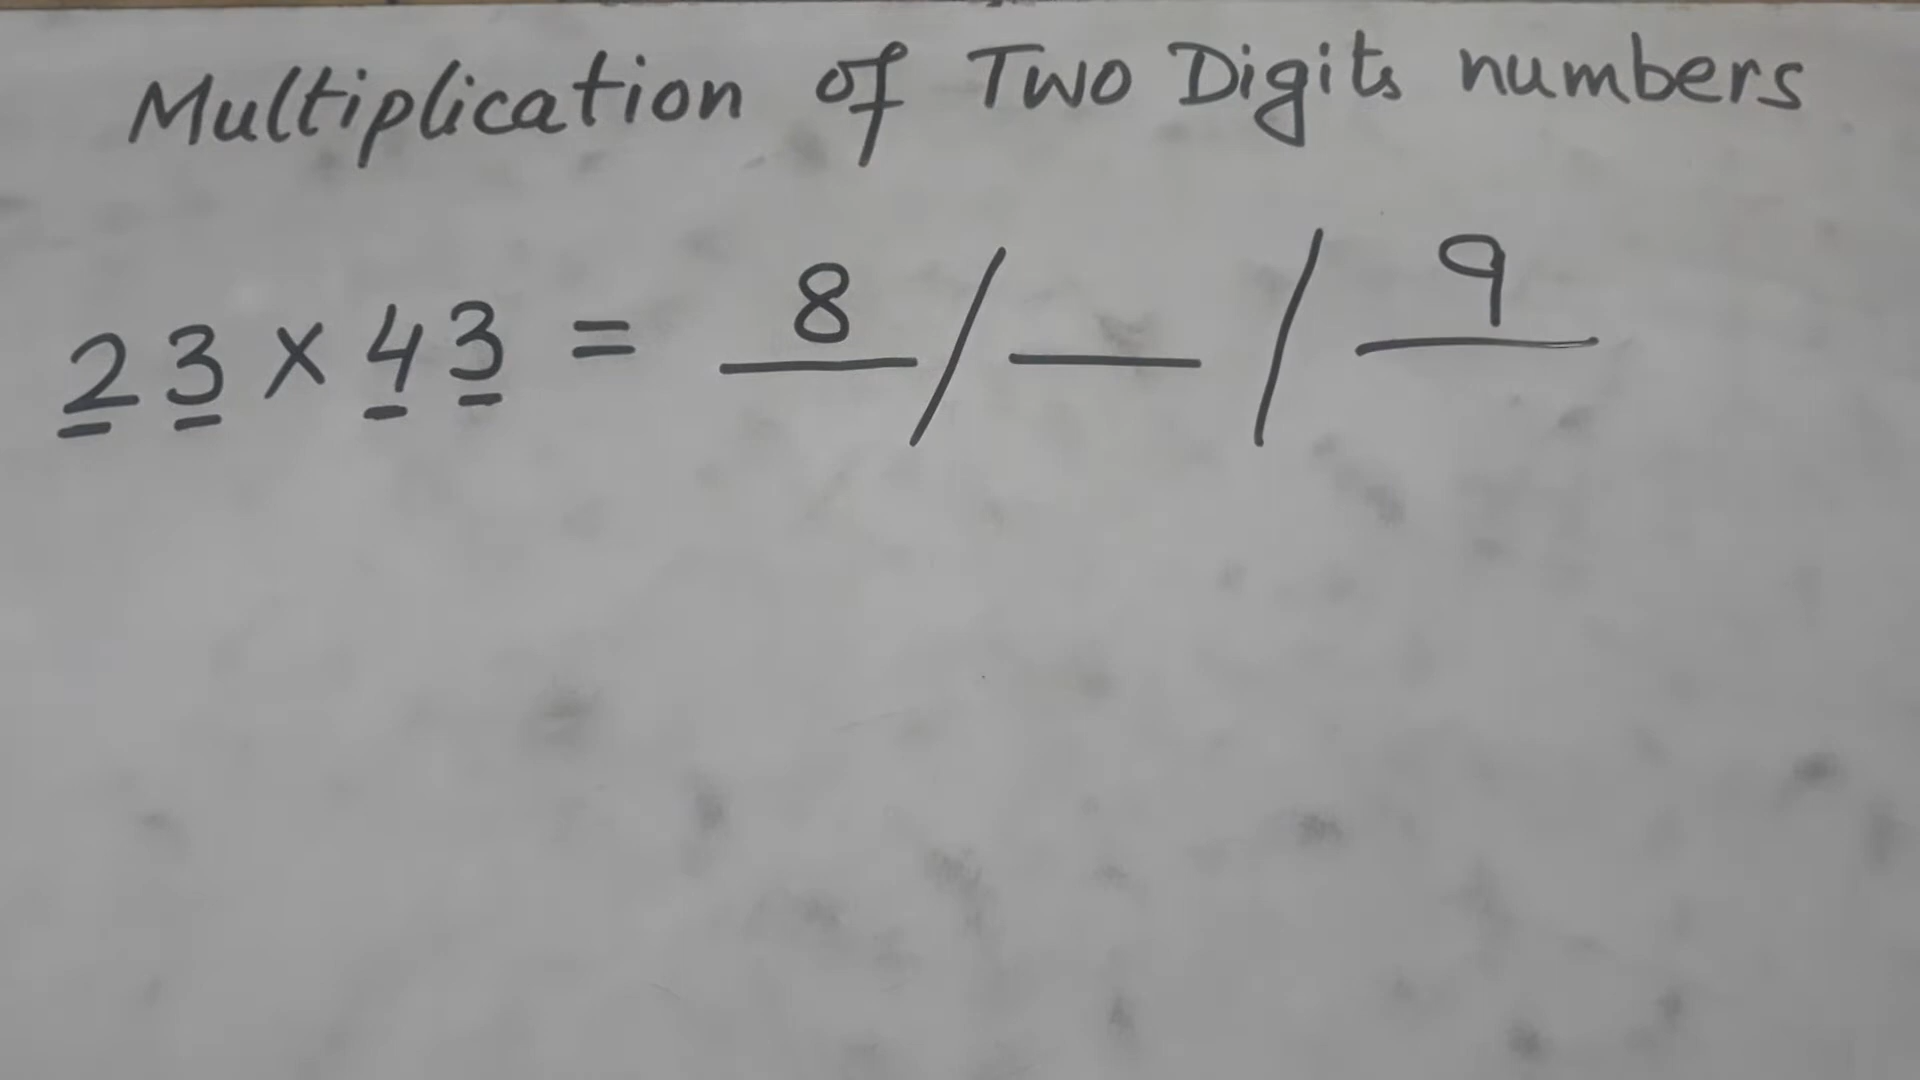 Multiplication of Two Digits numbers
23 x 43 = 8 / __ / 9